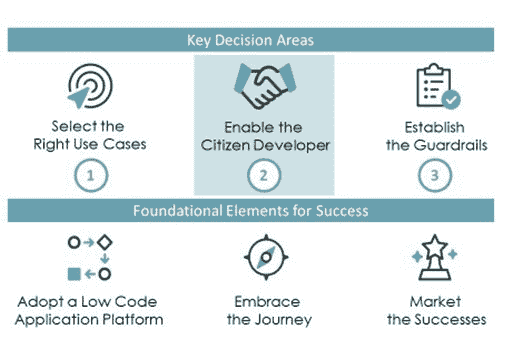 Key Decision Areas
Select the
Right Use Cases
1
Enable the
Citizen Developer
2
Establish
the Guardrails
3
Foundational Elements for Success
Adopt a Low Code
Application Platform
Embrace
the Journey
Market
the Successes